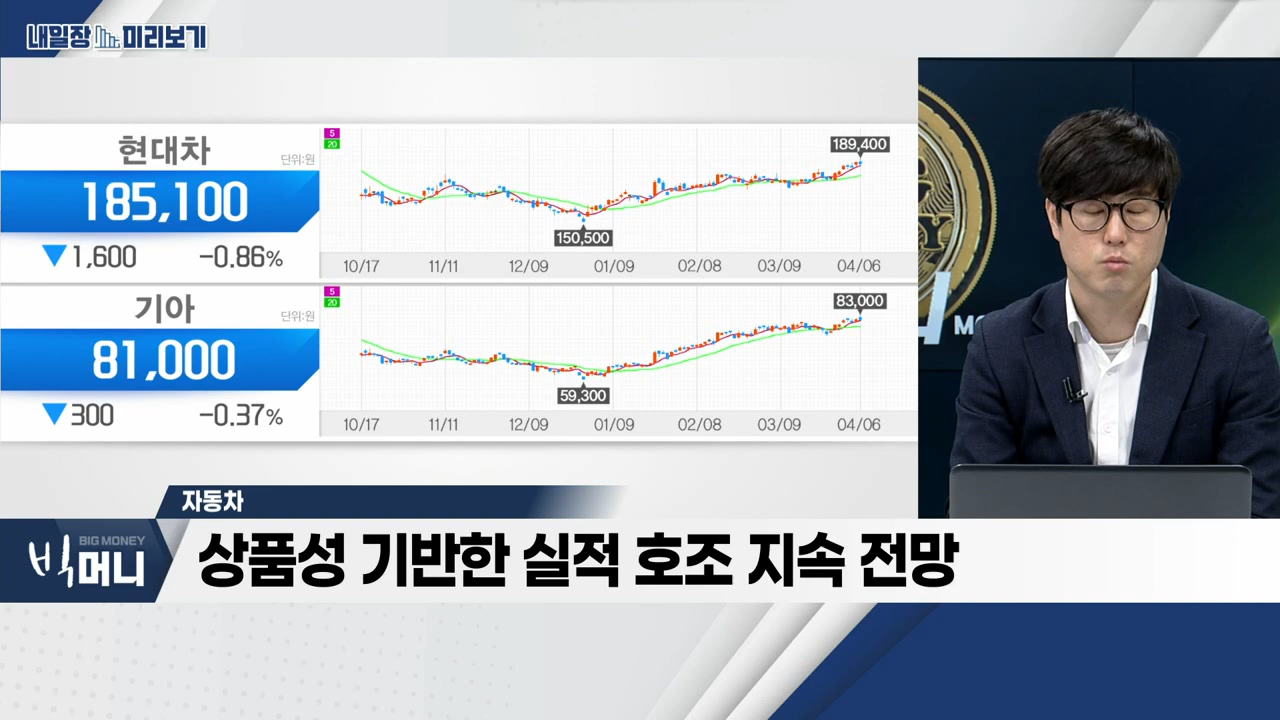 내일장 미리보기
현대차
단위:원
185,100
▼1,600 -0.86%
5
20
189,400
150,500
10/17 11/11 12/09 01/09 02/08 03/09 04/06
기아
단위:원
81,000
▼300 -0.37%
5
20
83,000
59,300
10/17 11/11 12/09 01/09 02/08 03/09 04/06
자동차
BIG MONEY
빅머니
상품성 기반한 실적 호조 지속 전망